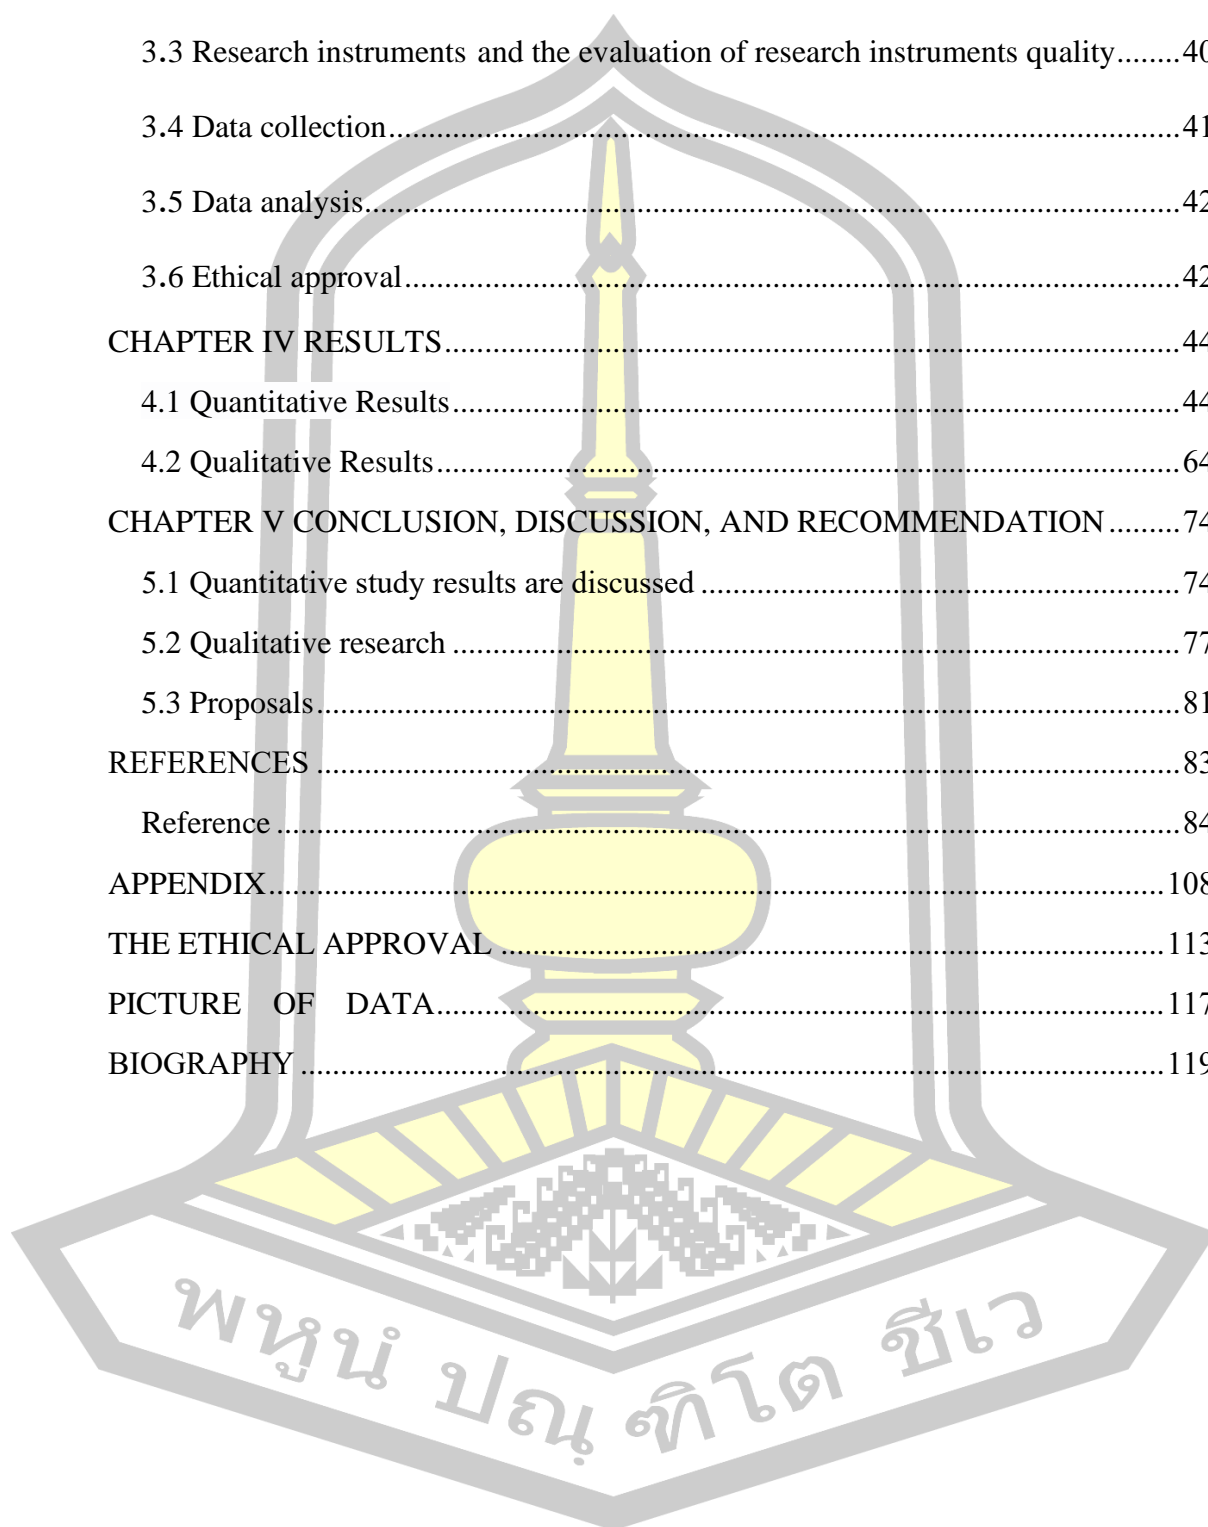 3.3 Research instruments and the evaluation of research instruments quality........40
3.4 Data collection....................................................................................................41
3.5 Data analysis.......................................................................................................42
3.6 Ethical approval..................................................................................................42
CHAPTER IV RESULTS............................................................................................44
4.1 Quantitative Results............................................................................................44
4.2 Qualitative Results..............................................................................................64
CHAPTER V CONCLUSION, DISCUSSION, AND RECOMMENDATION.........74
5.1 Quantitative study results are discussed.............................................................74
5.2 Qualitative research............................................................................................77
5.3 Proposals.............................................................................................................81
REFERENCES............................................................................................................83
Reference..................................................................................................................84
APPENDIX................................................................................................................108
THE ETHICAL APPROVAL...................................................................................113
PICTURE OF DATA................................................................................................117
BIOGRAPHY............................................................................................................119
พหูนํ ปณฺฑิโต ชีเว